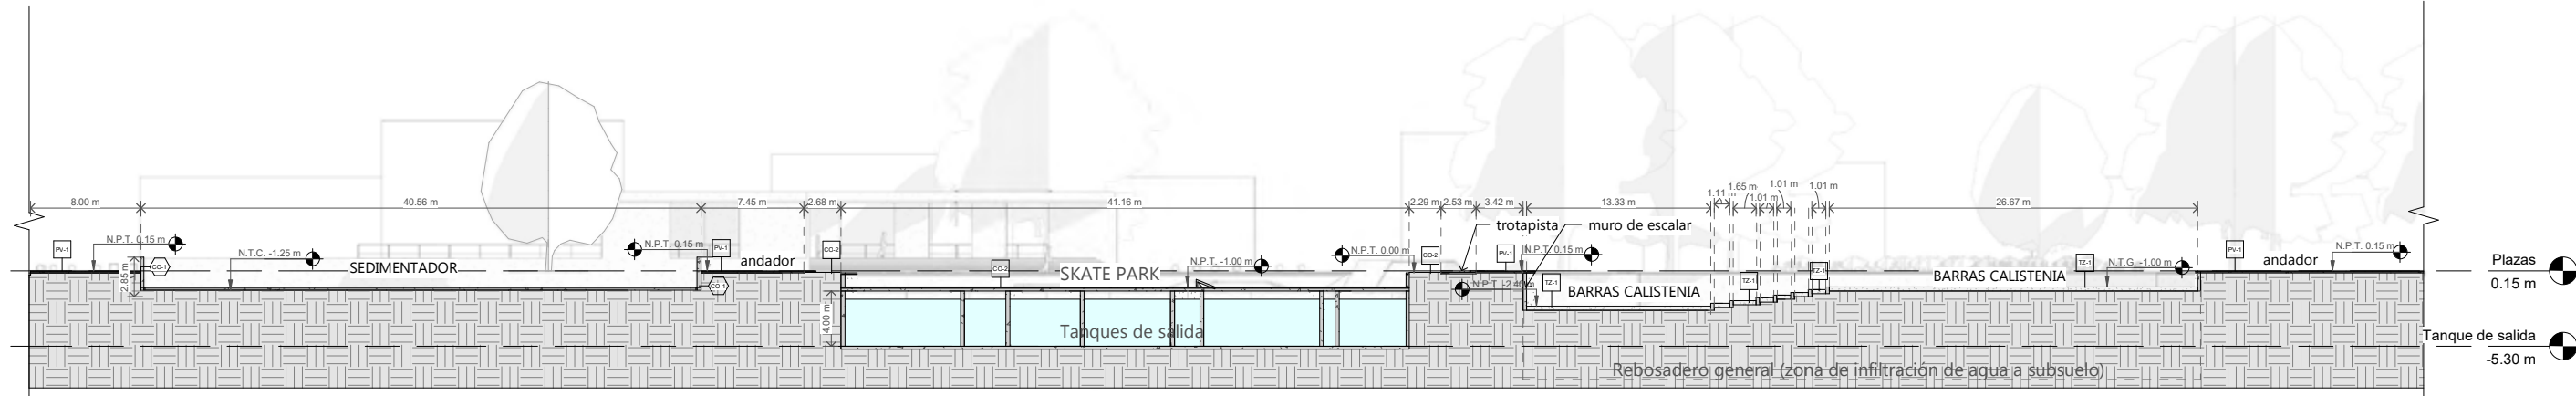 8.00 m
40.56 m
7.45 m
2.68 m
41.16 m
2.29 m
2.53 m
3.42 m
13.33 m
1.11
1.65 m
1.01 m
1.01 m
1.01 m
26.67 m
trotapista
muro de escalar
PV-1
N.P.T. 0.15 m
2.85 m
CO-1
N.T.C. -1.25 m
SEDIMENTADOR
N.P.T. 0.15 m
PV-1
CO-1
andador
CO-2
CC-2
SKATE PARK
N.P.T. -1.00 m
N.P.T. 0.00 m
CO-2
PV-1
N.P.T. 0.15 m
N.P.T. -2.40
TZ-1
BARRAS CALISTENIA
TZ-1
TZ-1
BARRAS CALISTENIA
TZ-1
N.T.G. -1.00 m
PV-1
andador
N.P.T. 0.15 m
Plazas
0.15 m
4.00 m
Tanques de salida
Tanque de salida
-5.30 m
Rebosadero general (zona de infiltración de agua a subsuelo)